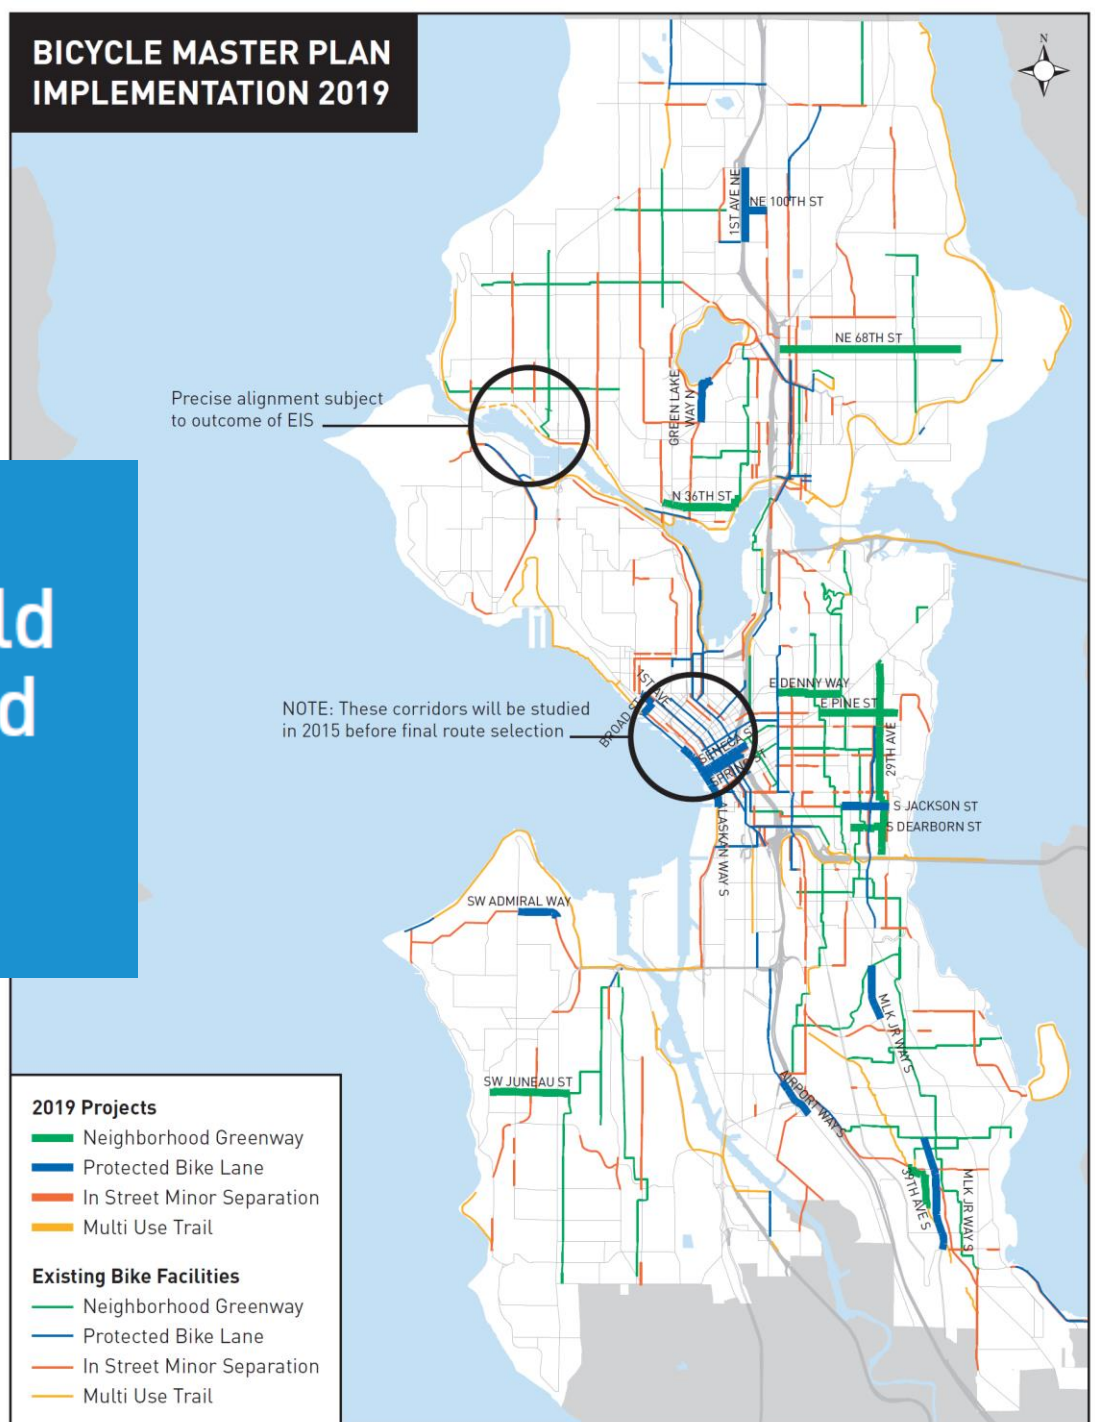 BICYCLE MASTER PLAN
IMPLEMENTATION 2019
N
1ST AVE NE
NE 100TH ST
NE 68TH ST
Precise alignment subject
to outcome of EIS
GREEN LAKE
WAY N
N 36TH ST
ld
d
1ST AVE
E DENNY WAY
E PINE ST
NOTE: These corridors will be studied
in 2015 before final route selection
BROAD ST
SENECA ST
SPRING ST
29TH AVE
S JACKSON ST
S DEARBORN ST
ALASKAN WAY S
SW ADMIRAL WAY
MLK JR WAY S
SW JUNEAU ST
AIRPORT WAY S
37TH AVE S
MLK JR WAY S
2019 Projects
Neighborhood Greenway
Protected Bike Lane
In Street Minor Separation
Multi Use Trail
Existing Bike Facilities
Neighborhood Greenway
Protected Bike Lane
In Street Minor Separation
Multi Use Trail